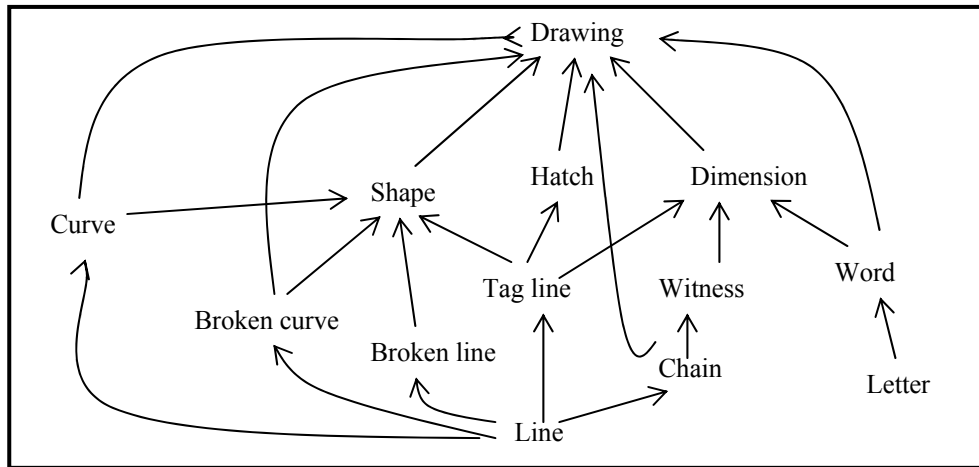 Drawing
Hatch
Dimension
Shape
Curve
Word
Tag line
Witness
Broken curve
Broken line
Chain
Letter
Line